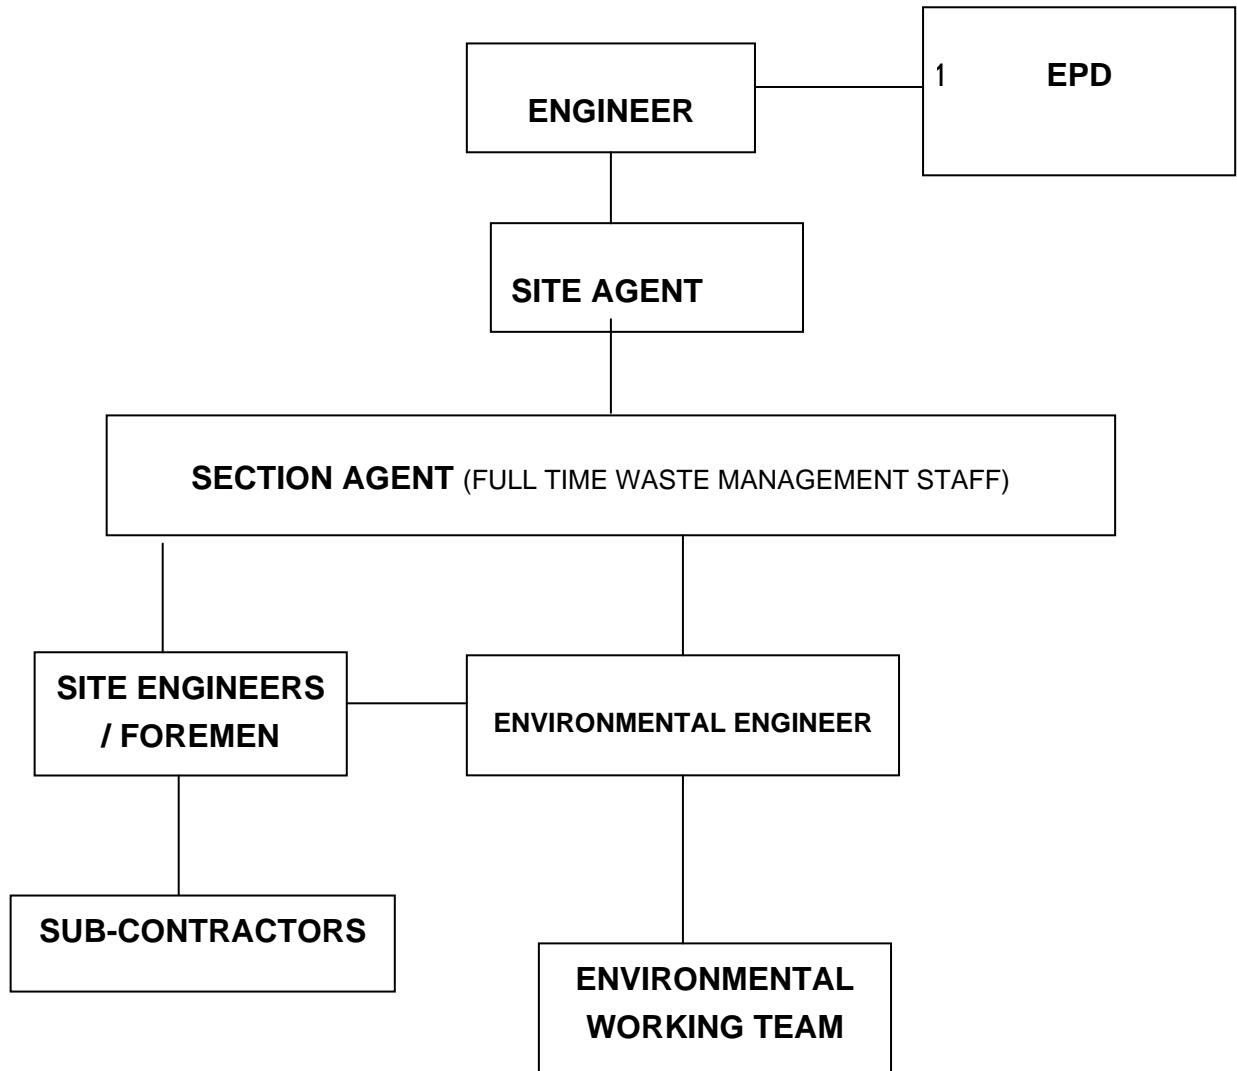 1 EPD
ENGINEER
SITE AGENT
SECTION AGENT (FULL TIME WASTE MANAGEMENT STAFF)
SITE ENGINEERS
/ FOREMEN
ENVIRONMENTAL ENGINEER
SUB-CONTRACTORS
ENVIRONMENTAL
WORKING TEAM